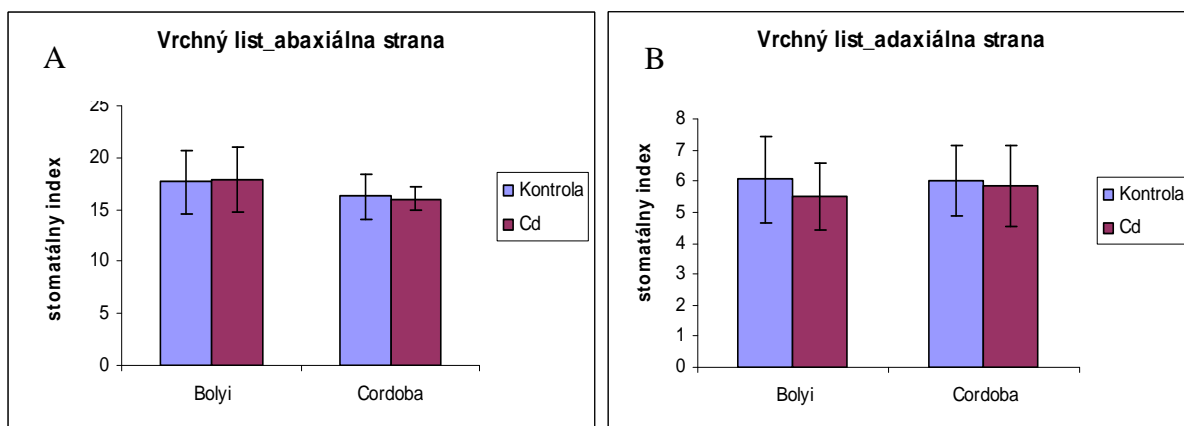 A
Vrchný list_abaxiálna strana
stomatálny index
25
20
15
10
5
0
Bolyi
Cordoba
Kontrola
Cd
B
Vrchný list_adaxiálna strana
stomatálny index
8
7
6
5
4
3
2
1
0
Bolyi
Cordoba
Kontrola
Cd